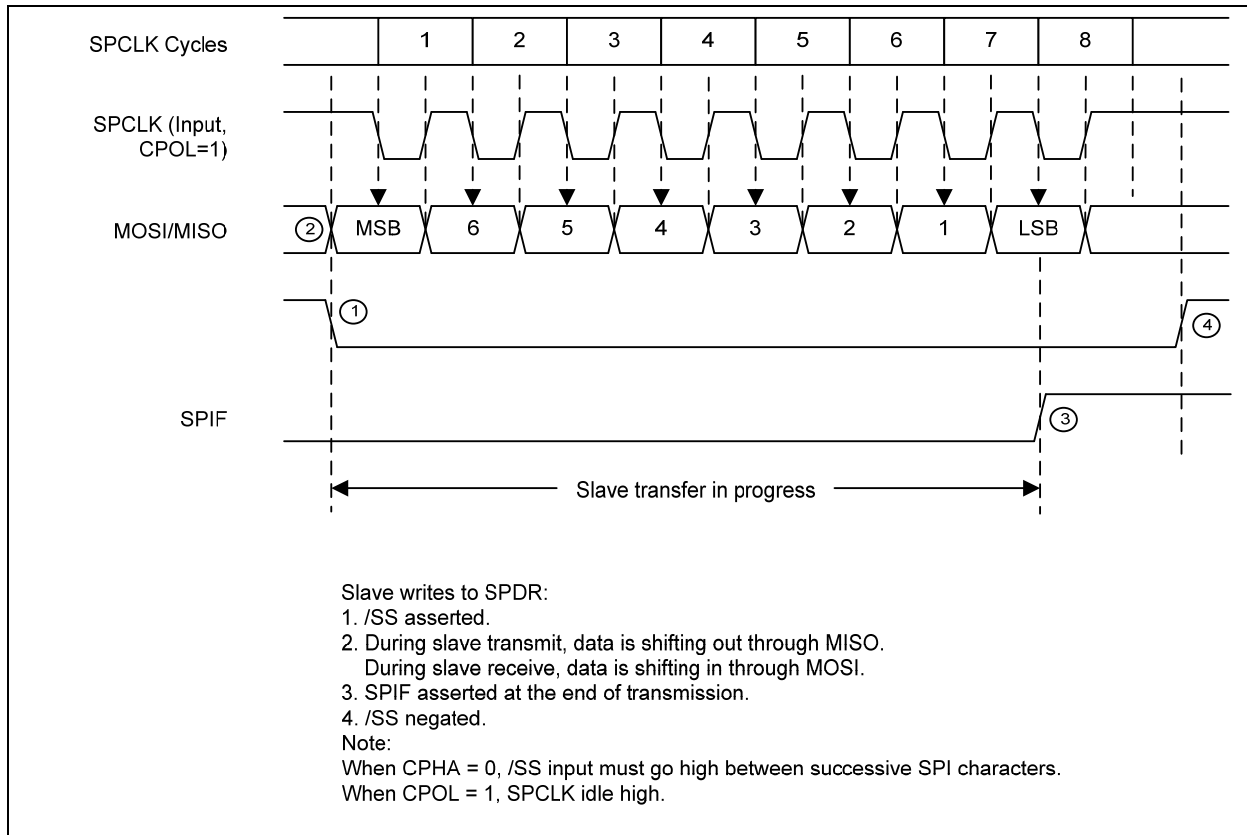 SPCLK Cycles
1 2 3 4 5 6 7 8
SPCLK (Input,
CPOL=1)
MOSI/MISO
2 MSB 6 5 4 3 2 1 LSB
1
4
SPIF
3
Slave transfer in progress
Slave writes to SPDR:
1. /SS asserted.
2. During slave transmit, data is shifting out through MISO.
During slave receive, data is shifting in through MOSI.
3. SPIF asserted at the end of transmission.
4. /SS negated.
Note:
When CPHA = 0, /SS input must go high between successive SPI characters.
When CPOL = 1, SPCLK idle high.